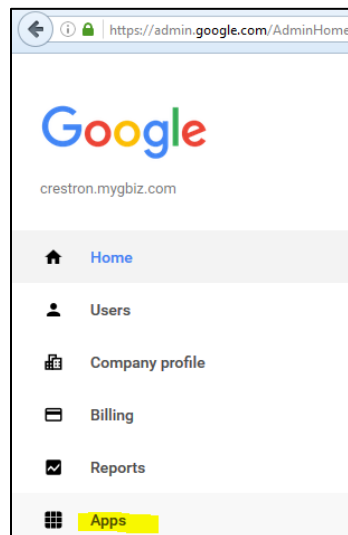 https://admin.google.com/AdminHome
Google
crestron.mygbiz.com
Home
Users
Company profile
Billing
Reports
Apps